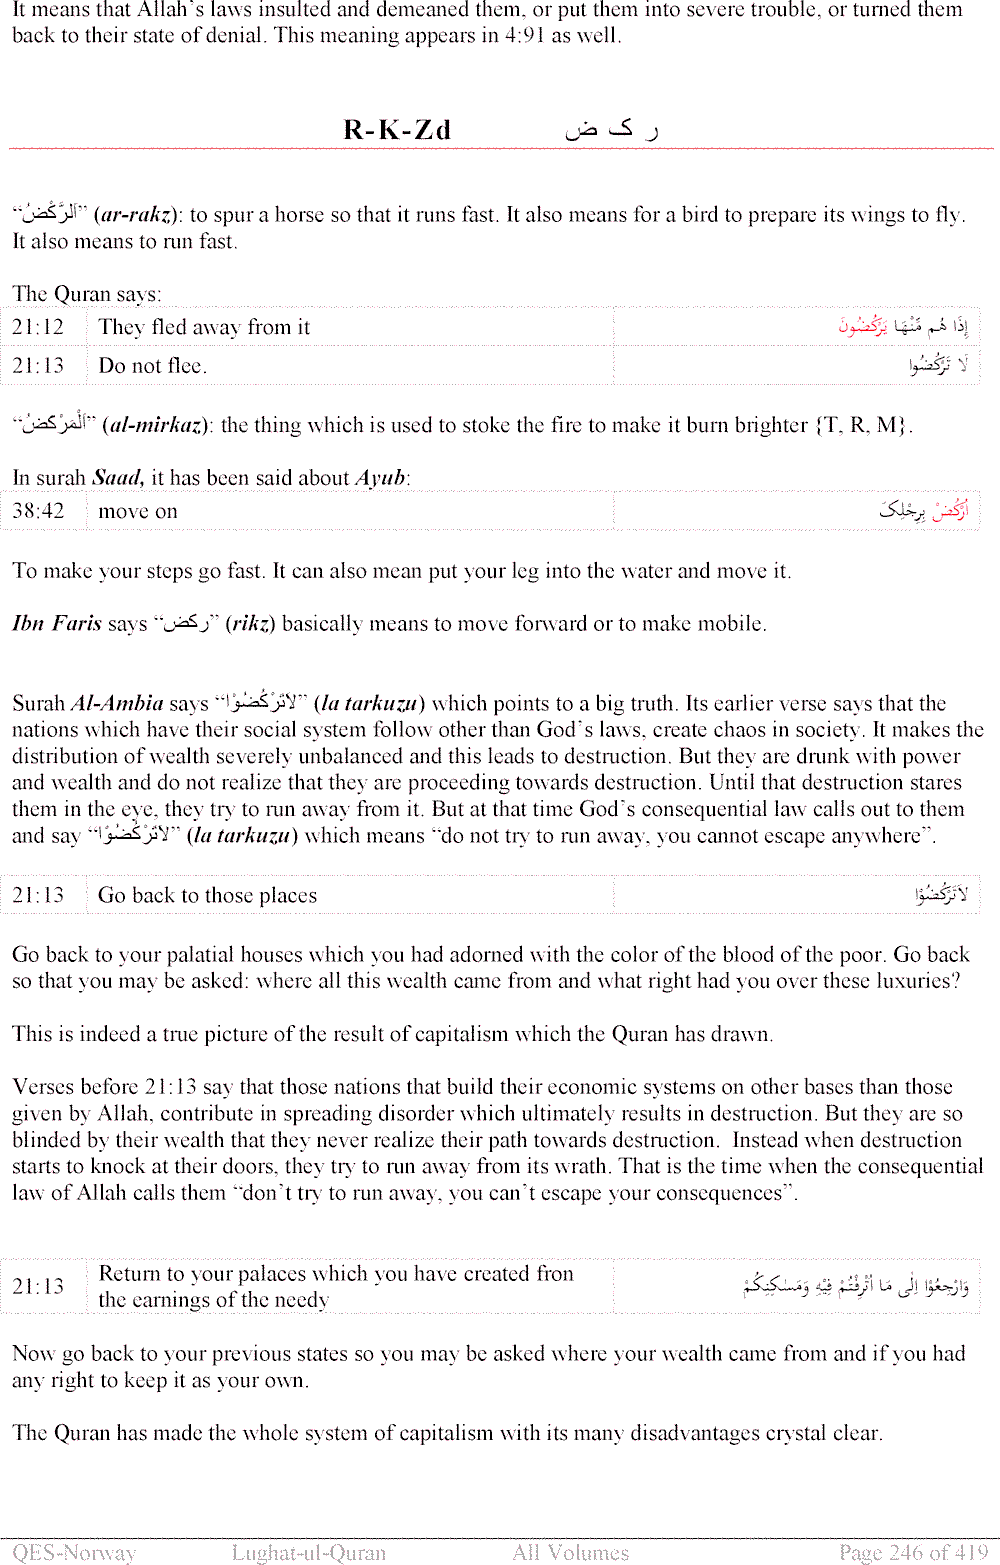 It means that Allah's laws insulted and demeaned them, or put them into severe trouble, or turned them
back to their state of denial. This meaning appears in 4:91 as well.
R-K-Zd ر ک ض
“اَلرَّكْضُ” (ar-rakz): to spur a horse so that it runs fast. It also means for a bird to prepare its wings to fly.
It also means to run fast.
The Quran says:
21:12 They fled away from it إِذَا هُم مِّنْهَا يَرْكُضُونَ
21:13 Do not flee. لَا تَرْكُضُوا
“اَلْمَرْكَضُ” (al-mirkaz): the thing which is used to stoke the fire to make it burn brighter {T, R, M}.
In surah Saad, it has been said about Ayub:
38:42 move on اُرْكُضْ بِرِجْلِکَ
To make your steps go fast. It can also mean put your leg into the water and move it.
Ibn Faris says “ركض” (rikz) basically means to move forward or to make mobile.
Surah Al-Ambia says “لاَتَرْكُضُوْا” (la tarkuzu) which points to a big truth. Its earlier verse says that the
nations which have their social system follow other than God's laws, create chaos in society. It makes the
distribution of wealth severely unbalanced and this leads to destruction. But they are drunk with power
and wealth and do not realize that they are proceeding towards destruction. Until that destruction stares
them in the eye, they try to run away from it. But at that time God's consequential law calls out to them
and say “لاَتَرْكُضُوْا” (la tarkuzu) which means “do not try to run away, you cannot escape anywhere”.
21:13 Go back to those places لاَتَرْكُضُوْا
Go back to your palatial houses which you had adorned with the color of the blood of the poor. Go back
so that you may be asked: where all this wealth came from and what right had you over these luxuries?
This is indeed a true picture of the result of capitalism which the Quran has drawn.
Verses before 21:13 say that those nations that build their economic systems on other bases than those
given by Allah, contribute in spreading disorder which ultimately results in destruction. But they are so
blinded by their wealth that they never realize their path towards destruction. Instead when destruction
starts to knock at their doors, they try to run away from its wrath. That is the time when the consequential
law of Allah calls them “don't try to run away, you can't escape your consequences”.
21:13 Return to your palaces which you have created fron وَارْجِعُوْا اِلٰى مَا اُتْرِفْتُمْ فِيْهِ وَمَسٰكِنِكُمْ
the earnings of the needy
Now go back to your previous states so you may be asked where your wealth came from and if you had
any right to keep it as your own.
The Quran has made the whole system of capitalism with its many disadvantages crystal clear.
QES-Norway Lughat-ul-Quran All Volumes Page 246 of 419